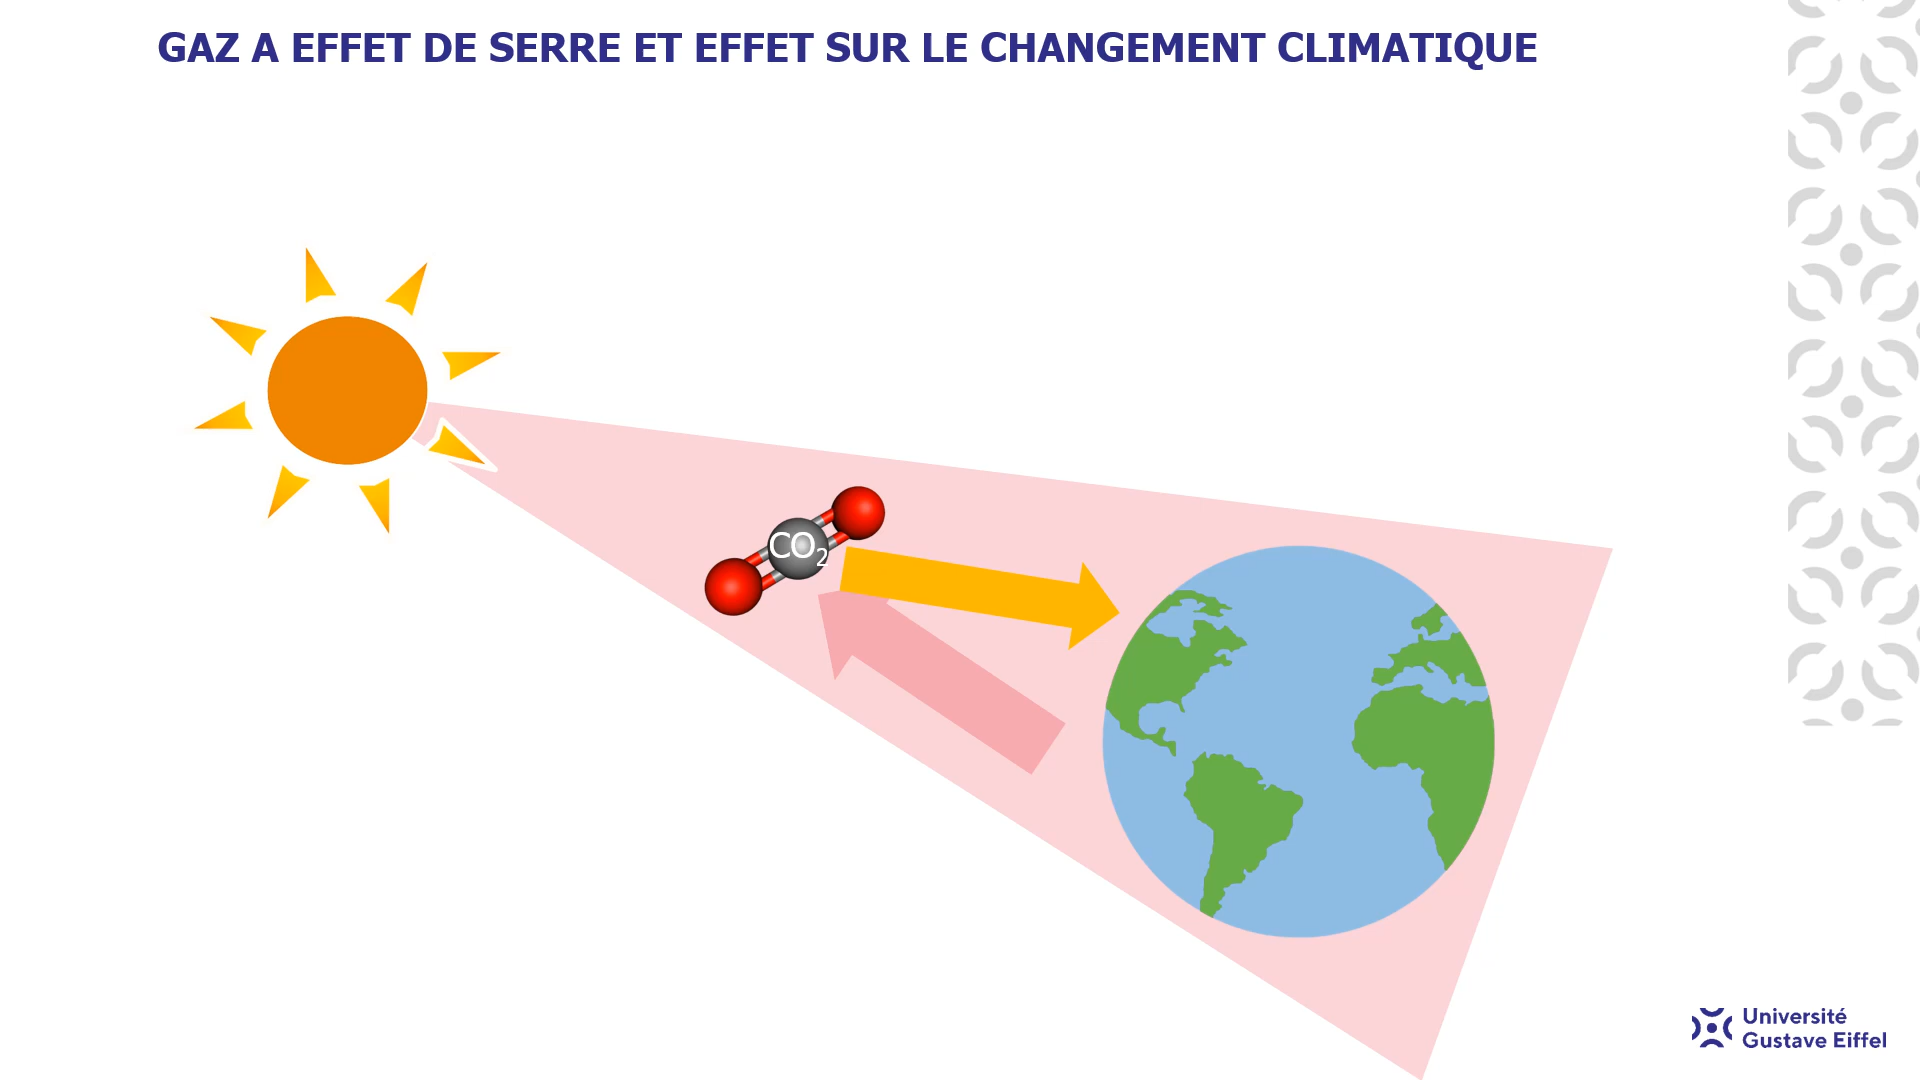 GAZ A EFFET DE SERRE ET EFFET SUR LE CHANGEMENT CLIMATIQUE
CO₂
Université
Gustave Eiffel